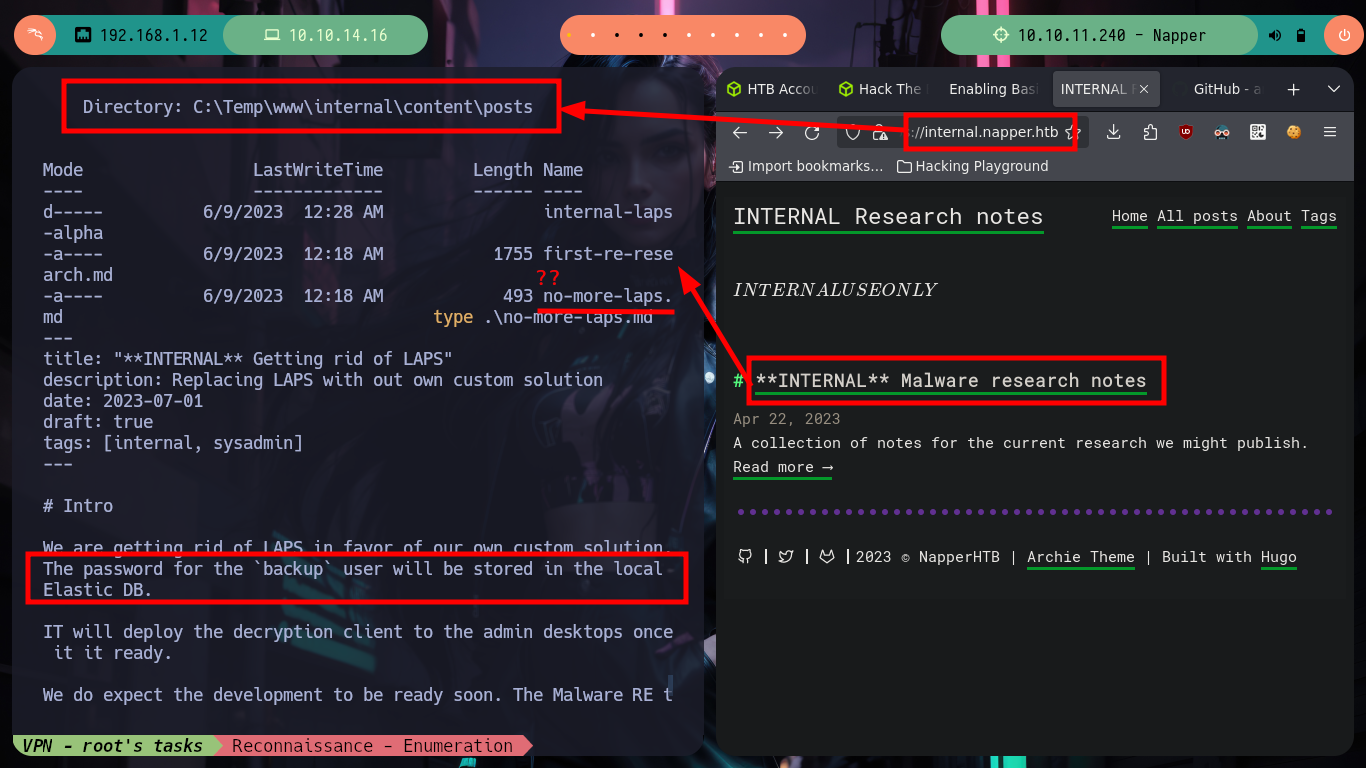 192.168.1.12
10.10.14.16
10.10.11.240 - Napper
Directory: C:\Temp\www\internal\content\posts
Mode LastWriteTime Length Name
---- ------------- ------ ----
d----- 6/9/2023 12:28 AM internal-laps
-alpha
-a---- 6/9/2023 12:18 AM 1755 first-re-rese
arch.md
??
-a---- 6/9/2023 12:18 AM 493 no-more-laps.
md type .\no-more-laps.md
---
title: "**INTERNAL** Getting rid of LAPS"
description: Replacing LAPS with out own custom solution
date: 2023-07-01
draft: true
tags: [internal, sysadmin]
---
# Intro
We are getting rid of LAPS in favor of our own custom solution.
The password for the `backup` user will be stored in the local
Elastic DB.
IT will deploy the decryption client to the admin desktops once
it it ready.
We do expect the development to be ready soon. The Malware RE t
VPN - root's tasks Reconnaissance - Enumeration
HTB Accou Hack The Enabling Basi INTERNAL GitHub - a
://internal.napper.htb
Import bookmarks... Hacking Playground
INTERNAL Research notes Home All posts About Tags
INTERNALUSEONLY
# **INTERNAL** Malware research notes
Apr 22, 2023
A collection of notes for the current research we might publish.
Read more →
2023 © NapperHTB | Archie Theme | Built with Hugo